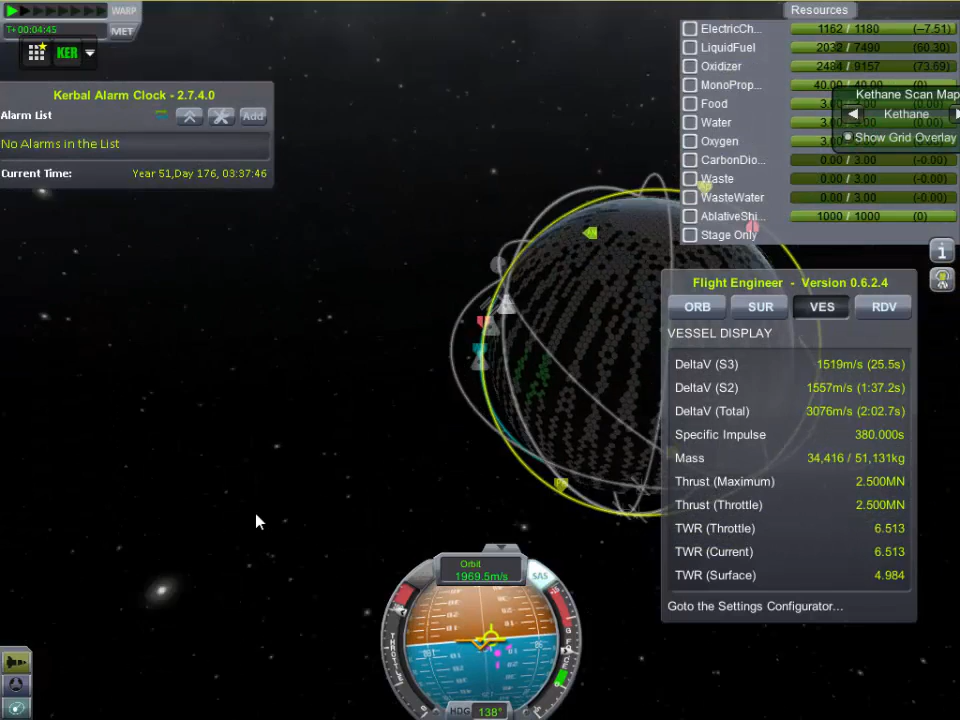 WARP
T+00:04:45
MET
KER
Kerbal Alarm Clock - 2.7.4.0
Alarm List
Add
No Alarms in the List
Current Time: Year 51,Day 176, 03:37:46
Resources
ElectricCh... 1162 / 1180 (-7.51)
LiquidFuel 2032 / 7490 (60.30)
Oxidizer 2484 / 9157 (73.69)
MonoProp... 40.00
Food 3.0
Water 3.0
Oxygen 3.0
CarbonDio... 0.00 / 3.00 (-0.00)
Waste 0.00 / 3.00 (-0.00)
WasteWater 0.00 / 3.00 (-0.00)
AblativeShi... 1000 / 1000 (0)
Stage Only
Kethane Scan Map
Kethane
Show Grid Overlay
Flight Engineer - Version 0.6.2.4
ORB SUR VES RDV
VESSEL DISPLAY
DeltaV (S3) 1519m/s (25.5s)
DeltaV (S2) 1557m/s (1:37.2s)
DeltaV (Total) 3076m/s (2:02.7s)
Specific Impulse 380.000s
Mass 34,416 / 51,131kg
Thrust (Maximum) 2.500MN
Thrust (Throttle) 2.500MN
TWR (Throttle) 6.513
TWR (Current) 6.513
TWR (Surface) 4.984
Goto the Settings Configurator...
Orbit
1969.5m/s
SAS
THROTTLE
HDG 138°